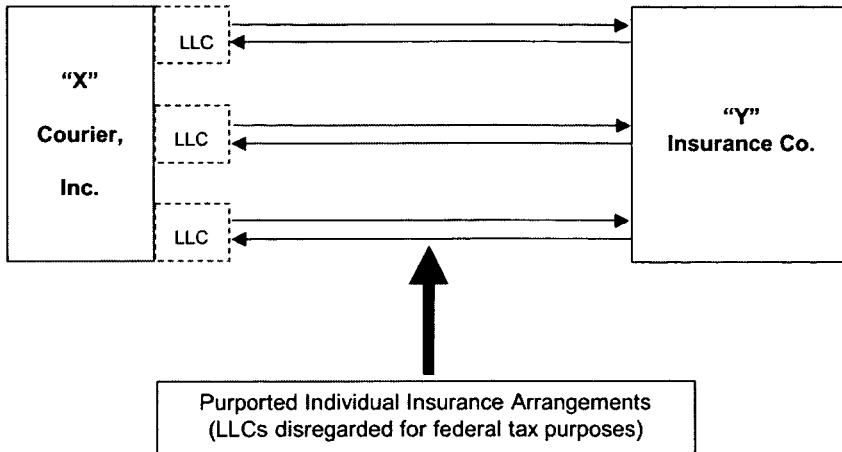 LLC
"X"
Courier,
Inc.
LLC
LLC
"Y"
Insurance Co.
Purported Individual Insurance Arrangements
(LLCs disregarded for federal tax purposes)